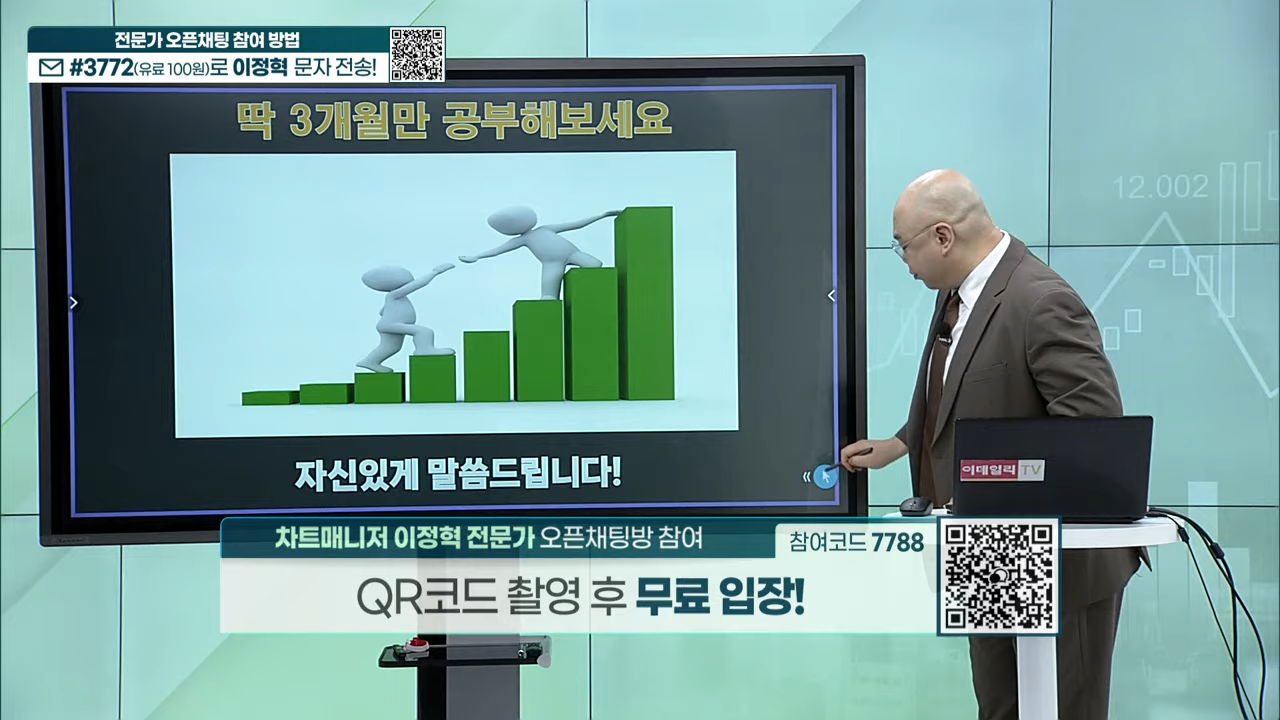 전문가 오픈채팅 참여 방법
#3772(유료 100원)로 이정혁 문자 전송!
딱 3개월만 공부해보세요
12.002
자신있게 말씀드립니다!
이데일리 TV
차트매니저 이정혁 전문가 오픈채팅방 참여
참여코드 7788
QR코드 촬영 후 무료 입장!